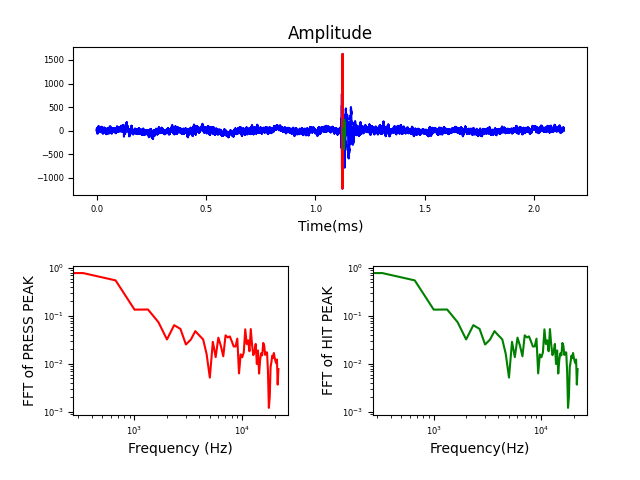 Amplitude
1500
1000
500
0
−500
−1000
0.0 0.5 1.0 1.5 2.0
Time(ms)
FFT of PRESS PEAK
10⁰
10⁻¹
10⁻²
10⁻³
10³ 10⁴
Frequency (Hz)
FFT of HIT PEAK
10⁰
10⁻¹
10⁻²
10⁻³
10³ 10⁴
Frequency(Hz)